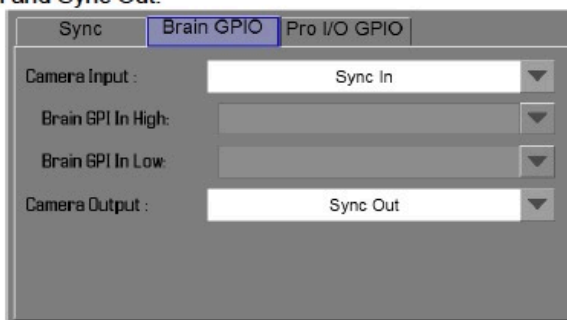 and Sync Out.
Sync Brain GPIO Pro I/O GPIO
Camera Input : Sync In
Brain GPI In High:
Brain GPI In Low:
Camera Output : Sync Out